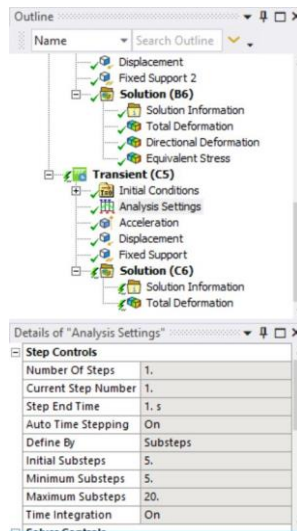 Outline
Name Search Outline
Displacement
Fixed Support 2
Solution (B6)
Solution Information
Total Deformation
Directional Deformation
Equivalent Stress
Transient (C5)
Initial Conditions
Analysis Settings
Acceleration
Displacement
Fixed Support
Solution (C6)
Solution Information
Total Deformation
Details of "Analysis Settings"
Step Controls
Number Of Steps 1.
Current Step Number 1.
Step End Time 1. s
Auto Time Stepping On
Define By Substeps
Initial Substeps 5.
Minimum Substeps 5.
Maximum Substeps 20.
Time Integration On
Solver Controls